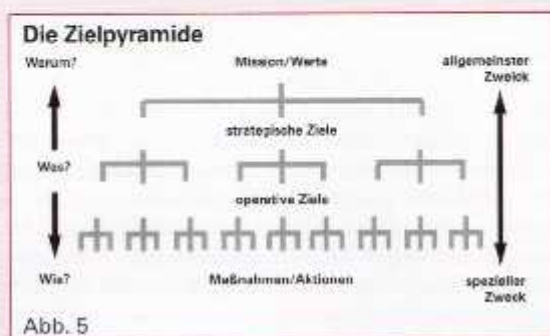 Die Zielpyramide
Warum?
Mission/Werte
allgemeinster
Zweck
strategische Ziele
Was?
operative Ziele
Wie?
Maßnahmen/Aktionen
spezieller
Zweck
Abb. 5